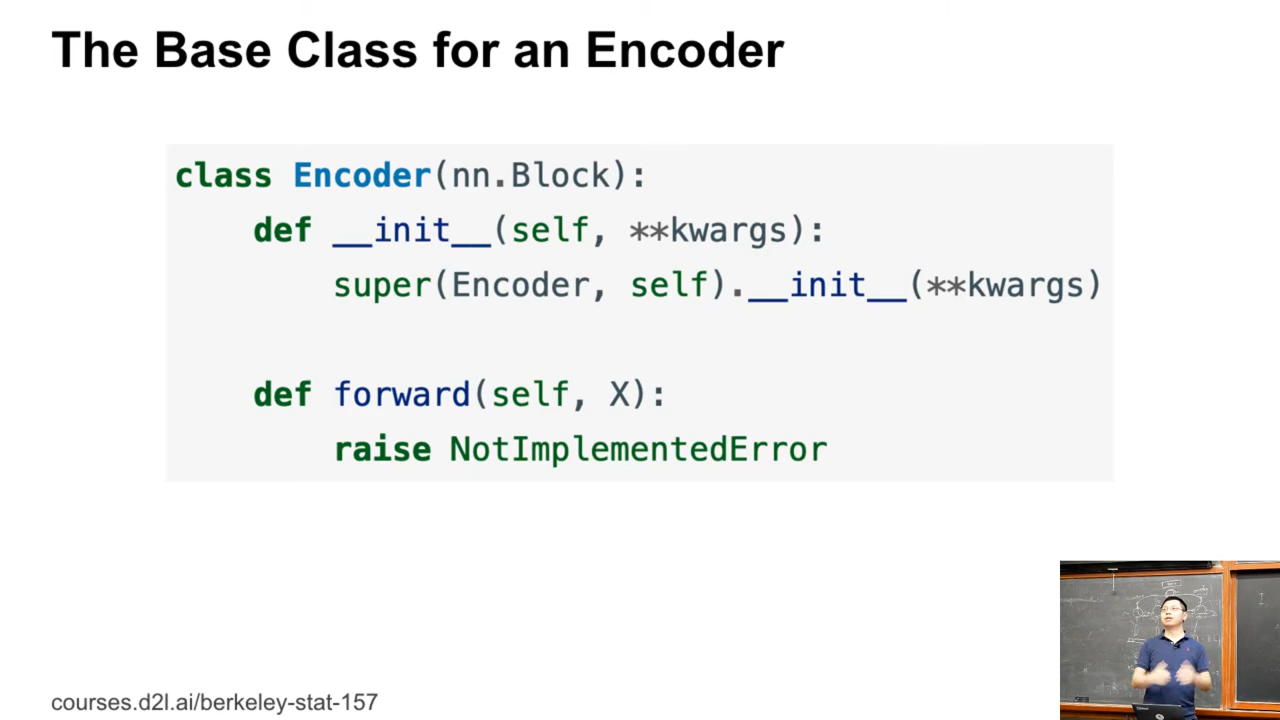 The Base Class for an Encoder
class Encoder(nn.Block):
    def __init__(self, **kwargs):
        super(Encoder, self).__init__(**kwargs)
    def forward(self, X):
        raise NotImplementedError
courses.d2l.ai/berkeley-stat-157